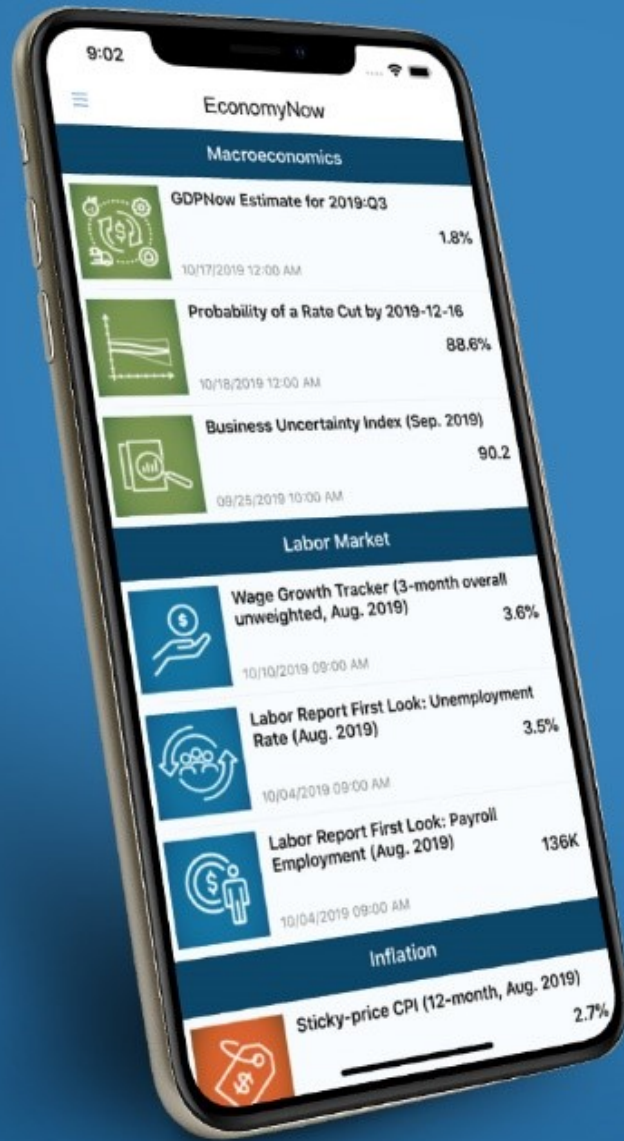 9:02
EconomyNow
Macroeconomics
GDPNow Estimate for 2019:Q3
1.8%
10/17/2019 12:00 AM
Probability of a Rate Cut by 2019-12-16
88.6%
10/18/2019 12:00 AM
Business Uncertainty Index (Sep. 2019)
90.2
09/25/2019 10:00 AM
Labor Market
Wage Growth Tracker (3-month overall
unweighted, Aug. 2019)
3.6%
10/10/2019 09:00 AM
Labor Report First Look: Unemployment
Rate (Aug. 2019)
3.5%
10/04/2019 09:00 AM
Labor Report First Look: Payroll
Employment (Aug. 2019)
136K
10/04/2019 09:00 AM
Inflation
Sticky-price CPI (12-month, Aug. 2019)
2.7%